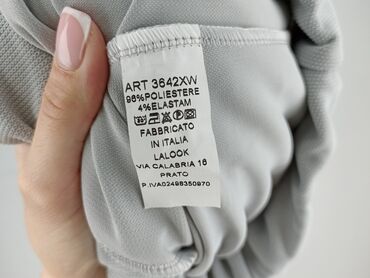 ART 3642XW
96%POLIESTERE
4%ELASTAM
FABBRICATO
IN ITALIA
LALOOK
VIA CALABRIA 16
PRATO
P.IVA02498350970